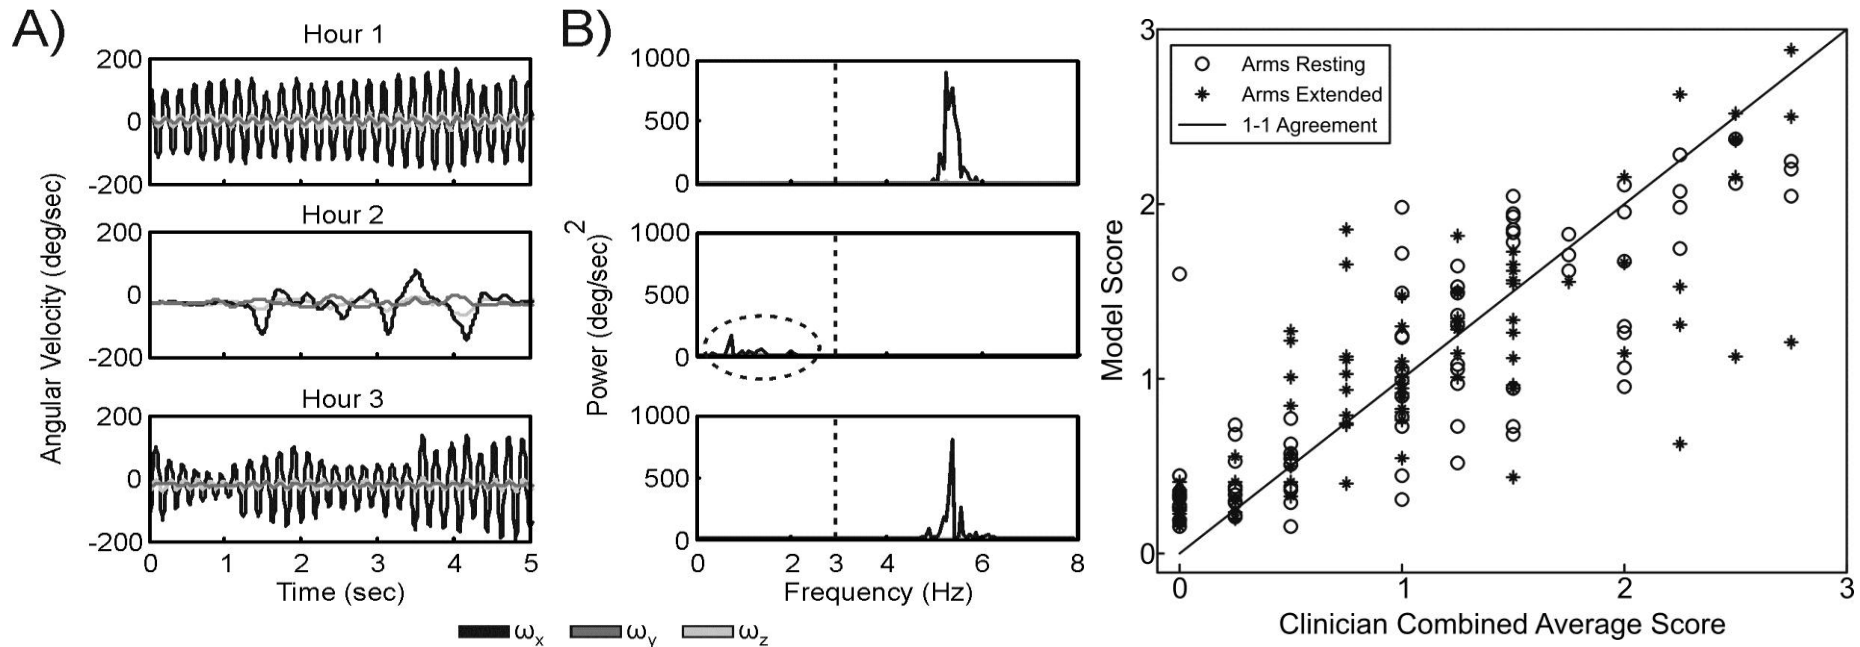 A)
Hour 1
200
0
-200
Hour 2
200
0
-200
Hour 3
200
0
-200
0 1 2 3 4 5
Time (sec)
Angular Velocity (deg/sec)
B)
1000
500
0
1000
500
0
1000
500
0
0 2 3 4 6 8
Frequency (Hz)
Power (deg/sec)²
ωx ωy ωz
3
2
1
0
Arms Resting
Arms Extended
1-1 Agreement
Model Score
0 1 2 3
Clinician Combined Average Score